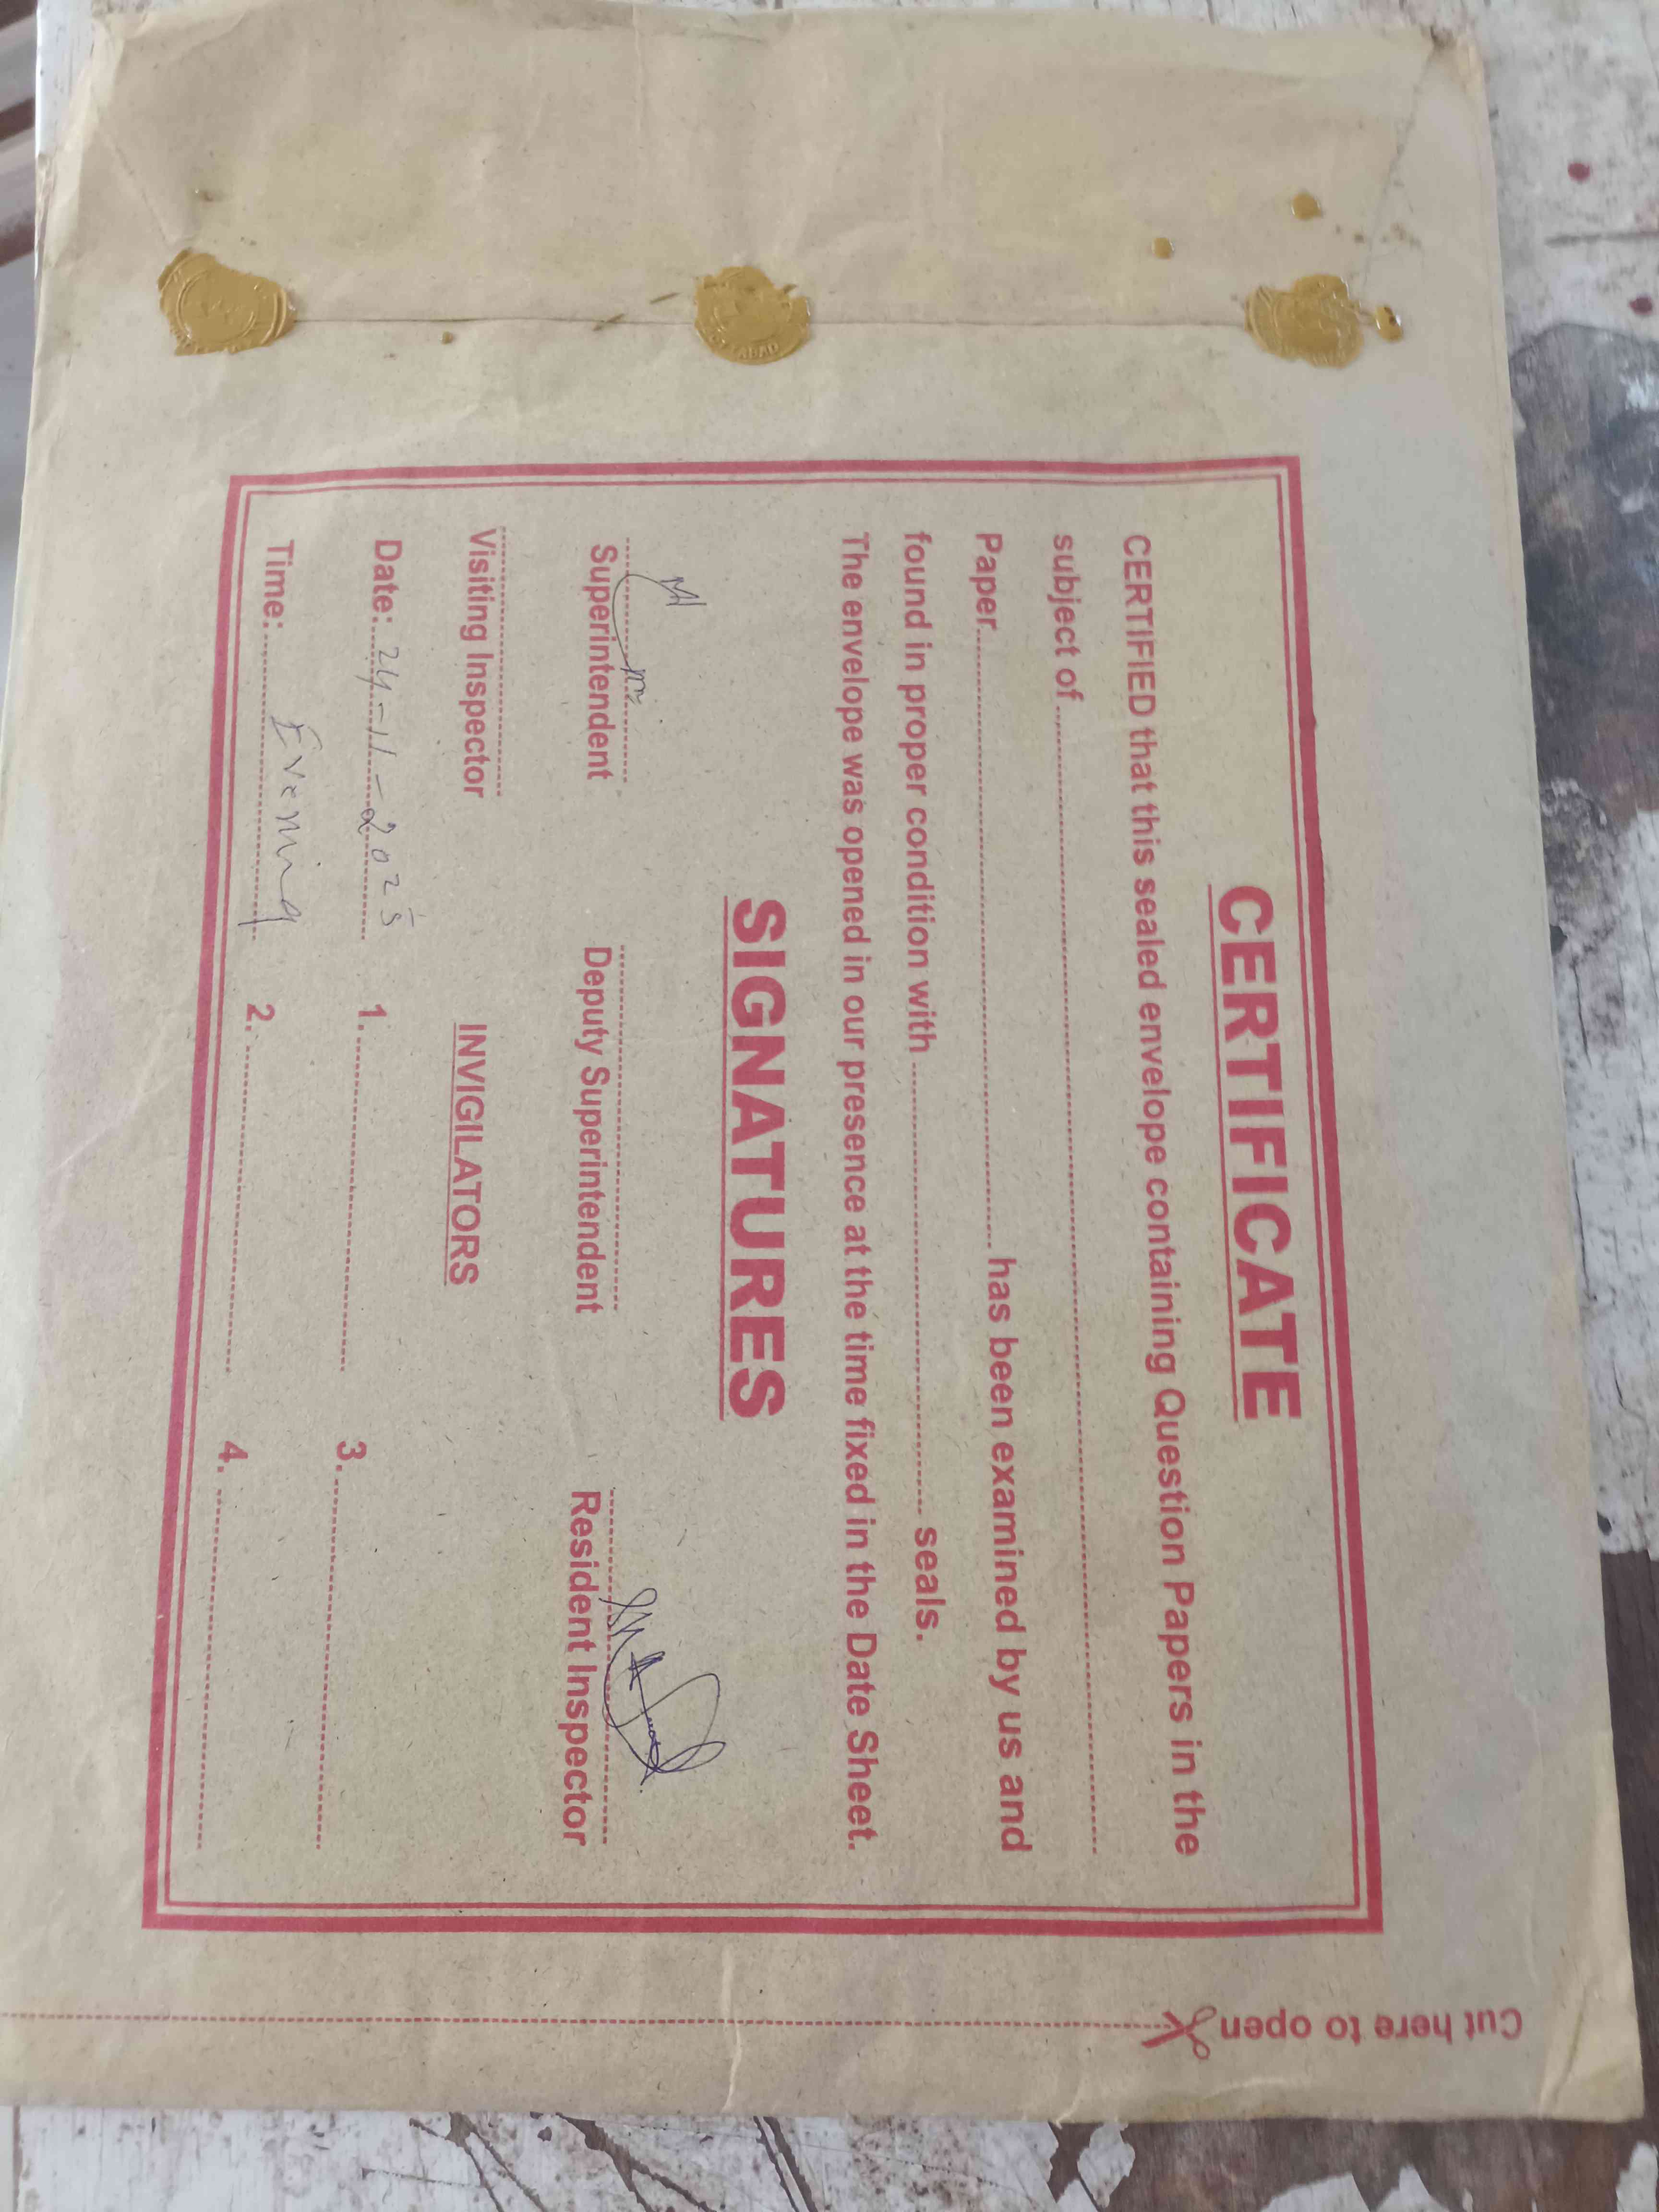 CERTIFICATE
CERTIFIED that this sealed envelope containing Question Papers in the
subject of
Paper has been examined by us and
found in proper condition with seals.
The envelope was opened in our presence at the time fixed in the Date Sheet.
SIGNATURES
Superintendent Deputy Superintendent Resident Inspector
Visiting Inspector INVIGILATORS
Date: 24-11-2025 1. 3.
Time: Evening 2. 4.
Cut here to open